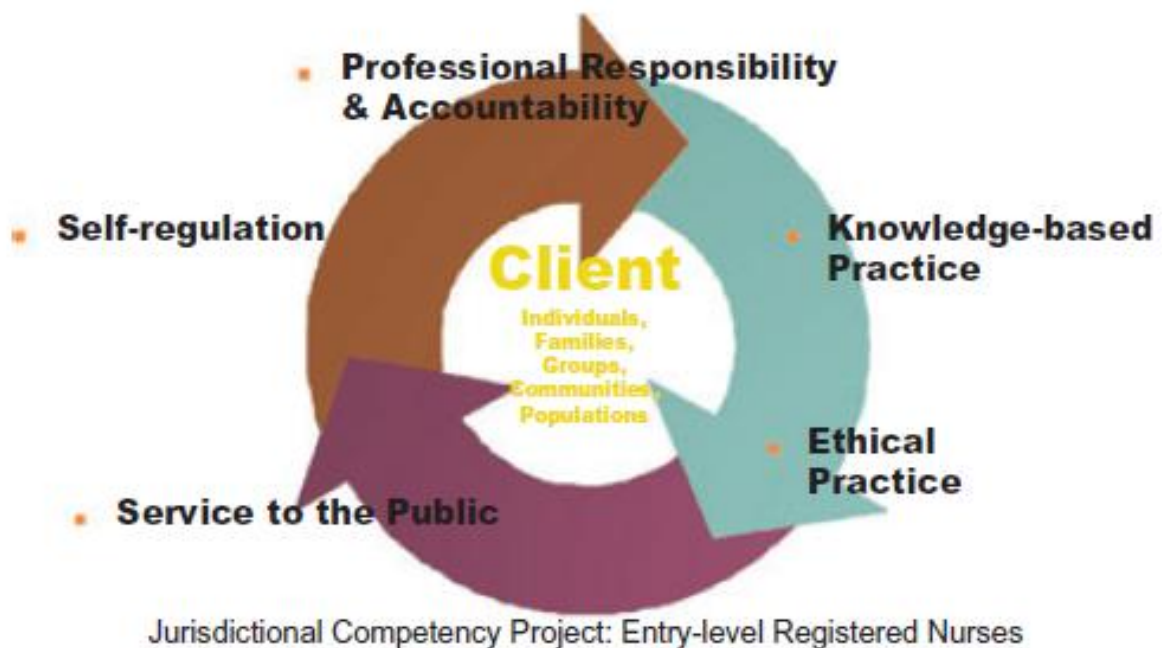 Professional Responsibility
& Accountability
Self-regulation
Knowledge-based
Practice
Client
Individuals,
Families,
Groups,
Communities,
Populations
Ethical
Practice
Service to the Public
Jurisdictional Competency Project: Entry-level Registered Nurses